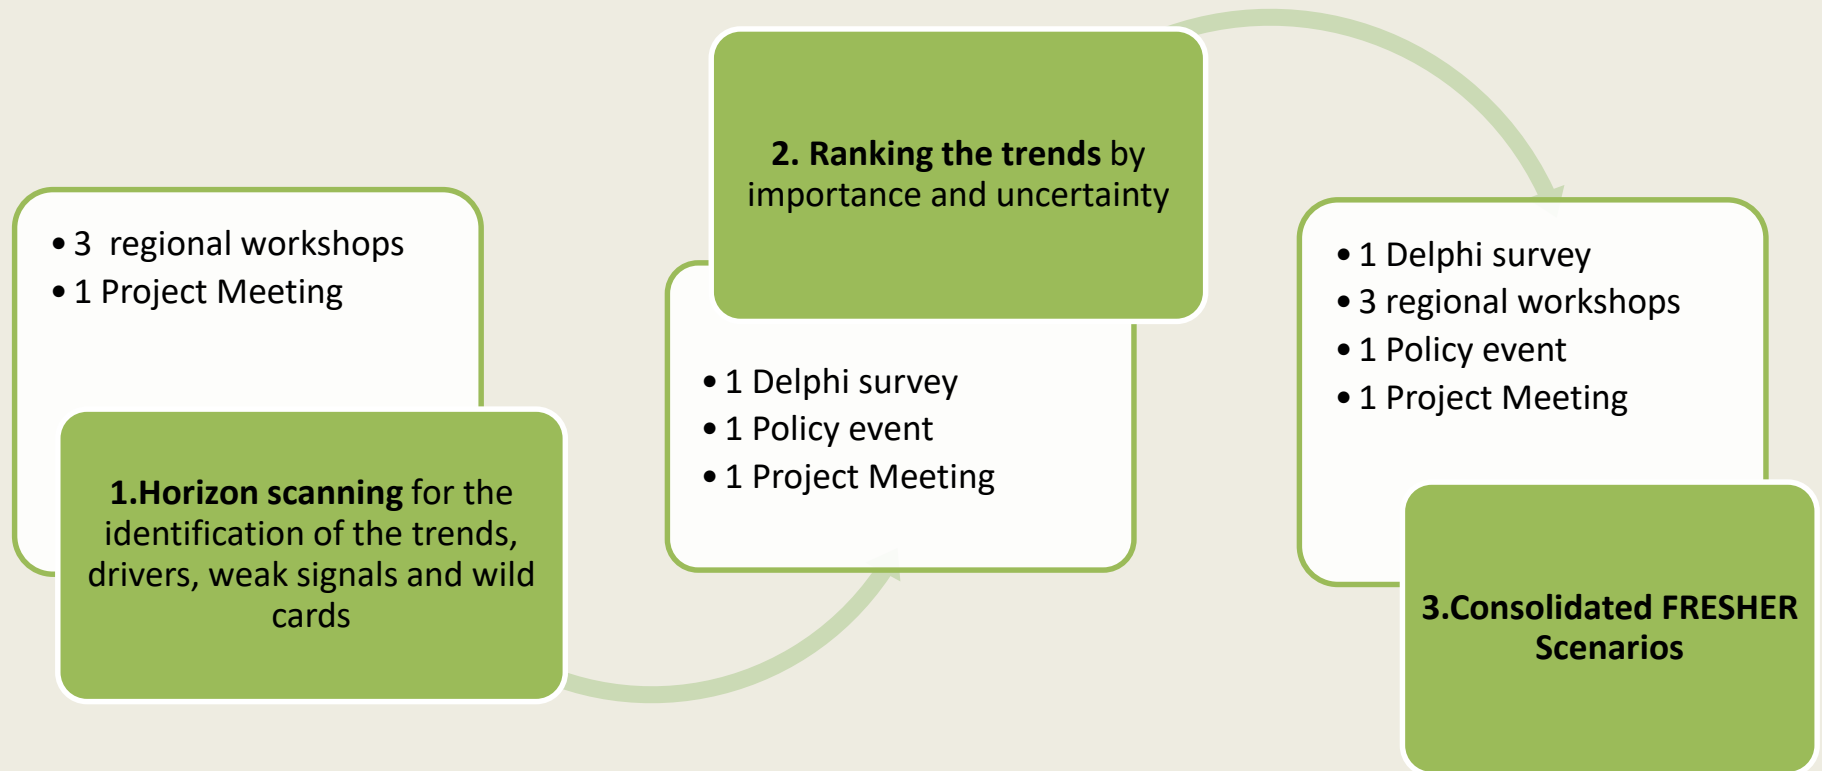 • 3 regional workshops
• 1 Project Meeting
1.Horizon scanning for the
identification of the trends,
drivers, weak signals and wild
cards
2. Ranking the trends by
importance and uncertainty
• 1 Delphi survey
• 1 Policy event
• 1 Project Meeting
• 1 Delphi survey
• 3 regional workshops
• 1 Policy event
• 1 Project Meeting
3.Consolidated FRESHER
Scenarios